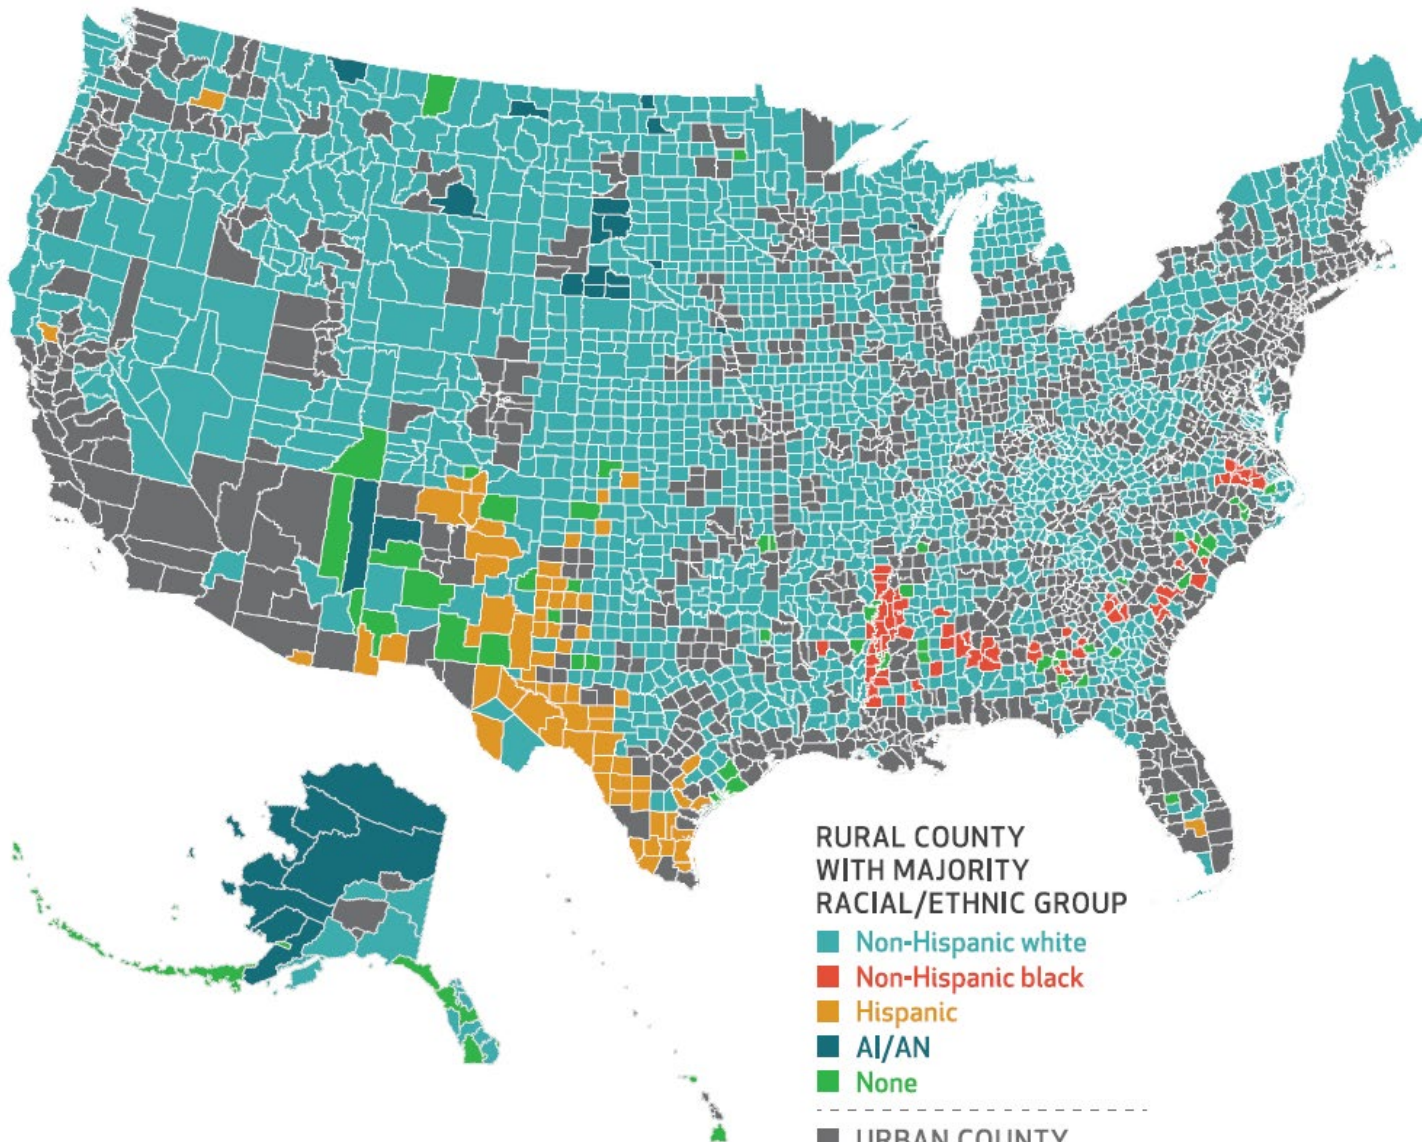 RURAL COUNTY
WITH MAJORITY
RACIAL/ETHNIC GROUP
Non-Hispanic white
Non-Hispanic black
Hispanic
AI/AN
None
URBAN COUNTY